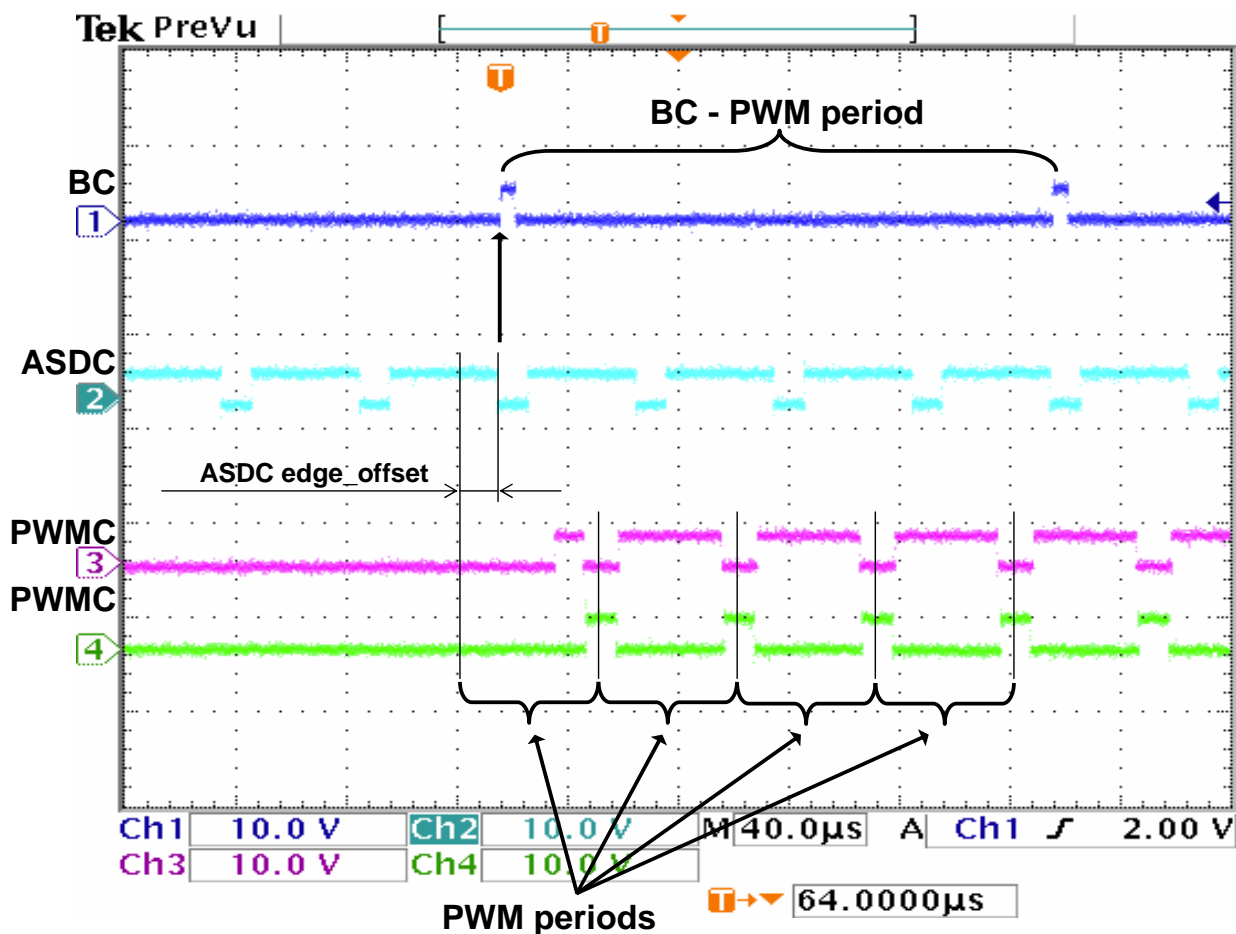 Tek PreVu
T
T
BC - PWM period
BC
1
ASDC
2
ASDC edge_offset
PWMC
3
PWMC
4
Ch1 10.0 V Ch2 10.0 V M 40.0µs A Ch1 2.00 V
Ch3 10.0 V Ch4 10.0 V
T 64.0000µs
PWM periods